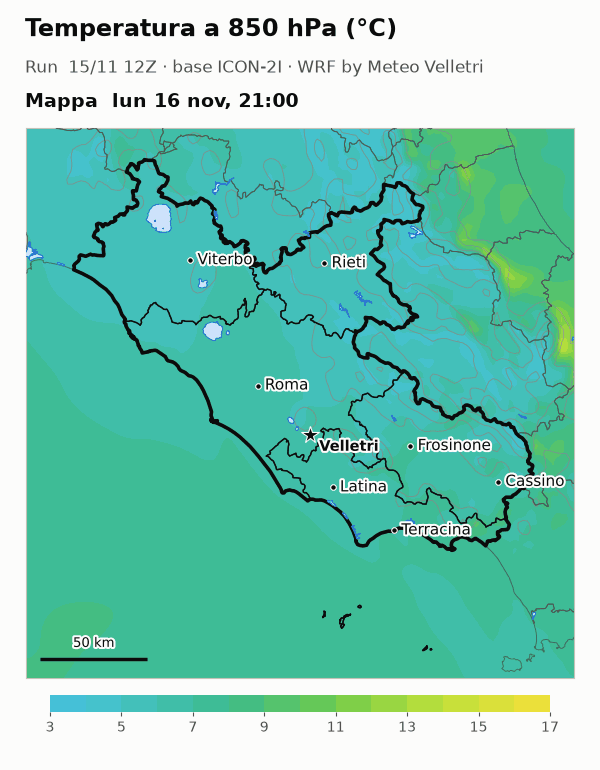 Temperatura a 850 hPa (°C)
Run  15/11 12Z · base ICON-2I · WRF by Meteo Velletri
Mappa  lun 16 nov, 21:00
Viterbo
Rieti
Roma
Velletri
Frosinone
Cassino
Latina
Terracina
50 km
3 5 7 9 11 13 15 17